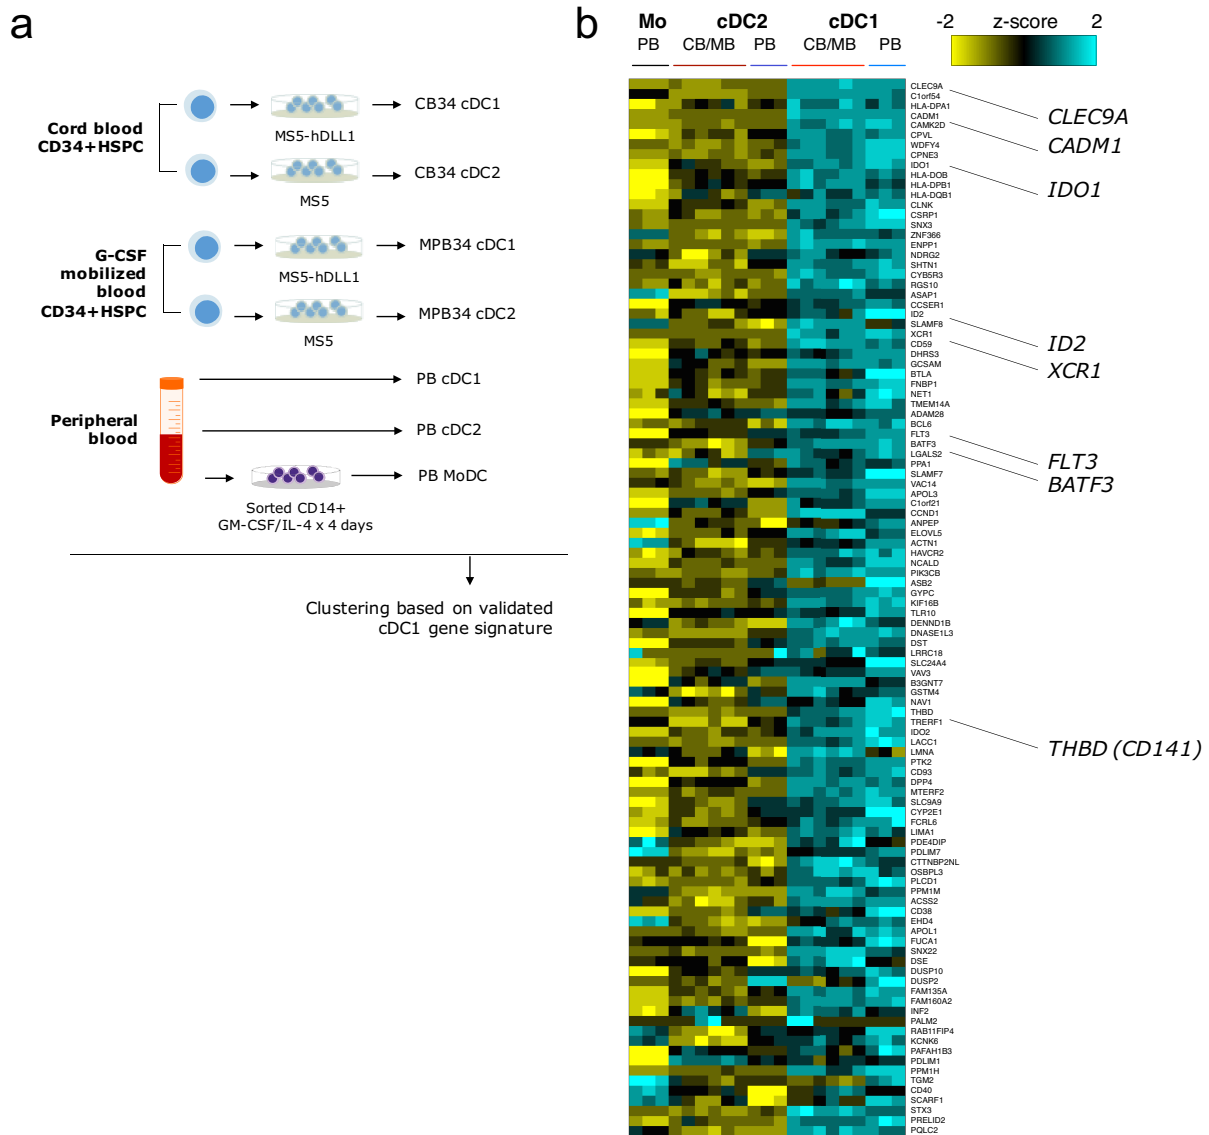 a
Cord blood
CD34+HSPC
MS5-hDLL1
CB34 cDC1
MS5
CB34 cDC2
G-CSF
mobilized
blood
CD34+HSPC
MS5-hDLL1
MPB34 cDC1
MS5
MPB34 cDC2
Peripheral
blood
PB cDC1
PB cDC2
PB MoDC
Sorted CD14+
GM-CSF/IL-4 x 4 days
Clustering based on validated
cDC1 gene signature
b
Mo cDC2 cDC1
PB CB/MB PB CB/MB PB
-2 z-score 2
CLEC9A
C1orf54
HLA-DPA1
CADM1
CAMK2D
CPVL
WDFY4
CPNE3
IDO1
HLA-DOB
HLA-DPB1
HLA-DQB1
CLNK
CSRP1
SNX3
ZNF366
ENPP1
NDRG2
SHTN1
CYB5R3
RGS10
ASAP1
CCSER1
ID2
SLAMF8
XCR1
CD59
DHRS3
GCSAM
BTLA
FNBP1
NET1
TMEM14A
ADAM28
BCL6
FLT3
BATF3
LGALS2
PPA1
SLAMF7
VAC14
APOL3
C1orf21
CCND1
ANPEP
ELOVL5
ACTN1
HAVCR2
NCALD
PIK3CB
ASB2
GYPC
KIF16B
TLR10
DENND1B
DNASE1L3
DST
LRRC18
SLC24A4
VAV3
B3GNT7
GSTM4
NAV1
THBD
TRERF1
IDO2
LACC1
LMNA
PTK2
CD93
DPP4
MTERF2
SLC9A9
CYP2E1
FCRL6
LIMA1
PDE4DIP
PDLIM7
CTTNBP2NL
OSBPL3
PLCD1
PPM1M
ACSS2
CD38
EHD4
APOL1
FUCA1
SNX22
DSE
DUSP10
DUSP2
FAM135A
FAM160A2
INF2
PALM2
RAB11FIP4
KCNK6
PAFAH1B3
PDLIM1
PPM1H
TGM2
CD40
SCARF1
STX3
PRELID2
PQLC2
CLEC9A
CADM1
IDO1
ID2
XCR1
FLT3
BATF3
THBD (CD141)